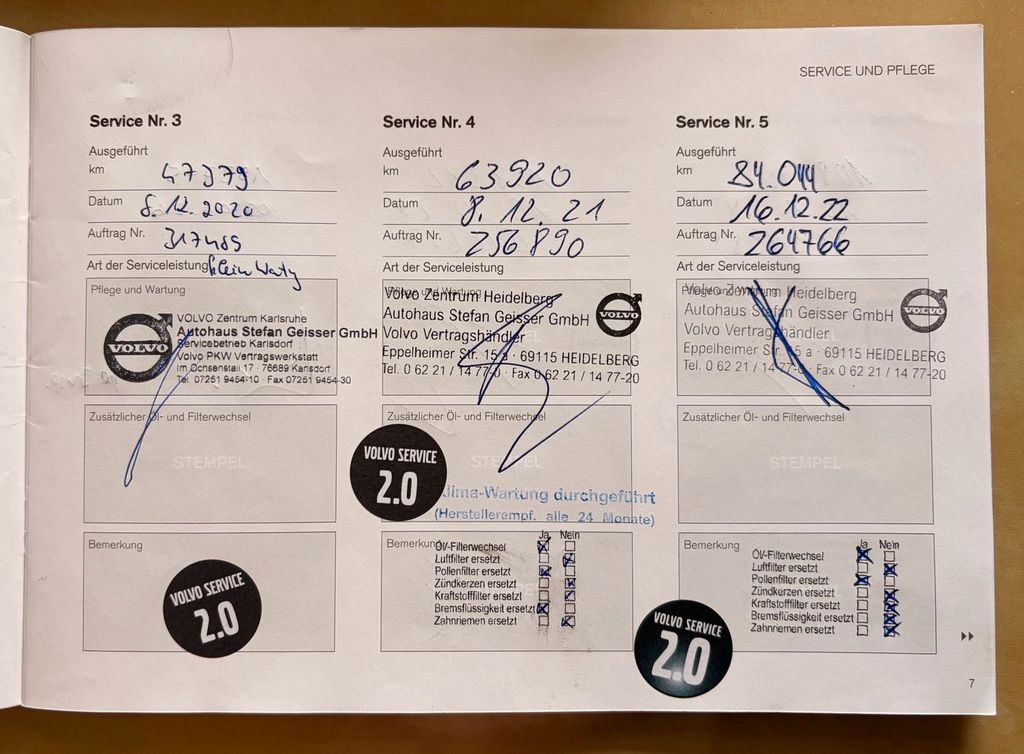 SERVICE UND PFLEGE
Service Nr. 3
Ausgeführt
km 47379
Datum 8.12.2020
Auftrag Nr. 317489
Art der Serviceleistung
Pflege und Wartung
VOLVO
VOLVO Zentrum Karlsruhe
Autohaus Stefan Geisser GmbH
Servicebetrieb Karlsdorf
Volvo PKW Vertragswerkstatt
Im Ochsenstall 17 · 76689 Karlsdorf
Tel. 07251 9454-10 · Fax 07251 9454-30
Zusätzlicher Öl- und Filterwechsel
STEMPEL
Bemerkung
VOLVO SERVICE
2.0
Service Nr. 4
Ausgeführt
km 63920
Datum 8.12.21
Auftrag Nr. 256890
Art der Serviceleistung
Pflege und Wartung
Volvo Zentrum Heidelberg
Autohaus Stefan Geisser GmbH
Volvo Vertragshändler
Eppelheimer Str. 15 a · 69115 HEIDELBERG
Tel. 0 62 21 / 14 77-0 · Fax 0 62 21 / 14 77-20
VOLVO
Zusätzlicher Öl- und Filterwechsel
STEMPEL
VOLVO SERVICE
2.0
lima-Wartung durchgeführt
(Herstellerempf. alle 24 Monate)
Bemerkung
Ja Nein
Öl/-Filterwechsel
Luftfilter ersetzt
Pollenfilter ersetzt
Zündkerzen ersetzt
Kraftstofffilter ersetzt
Bremsflüssigkeit ersetzt
Zahnriemen ersetzt
Service Nr. 5
Ausgeführt
km 84.044
Datum 16.12.22
Auftrag Nr. 264766
Art der Serviceleistung
Pflege und Wartung
Volvo Zentrum Heidelberg
Autohaus Stefan Geisser GmbH
Volvo Vertragshändler
Eppelheimer Str. 15 a · 69115 HEIDELBERG
Tel. 0 62 21 / 14 77-0 · Fax 0 62 21 / 14 77-20
VOLVO
Zusätzlicher Öl- und Filterwechsel
STEMPEL
Bemerkung
Ja Nein
Öl/-Filterwechsel
Luftfilter ersetzt
Pollenfilter ersetzt
Zündkerzen ersetzt
Kraftstofffilter ersetzt
Bremsflüssigkeit ersetzt
Zahnriemen ersetzt
VOLVO SERVICE
2.0
7